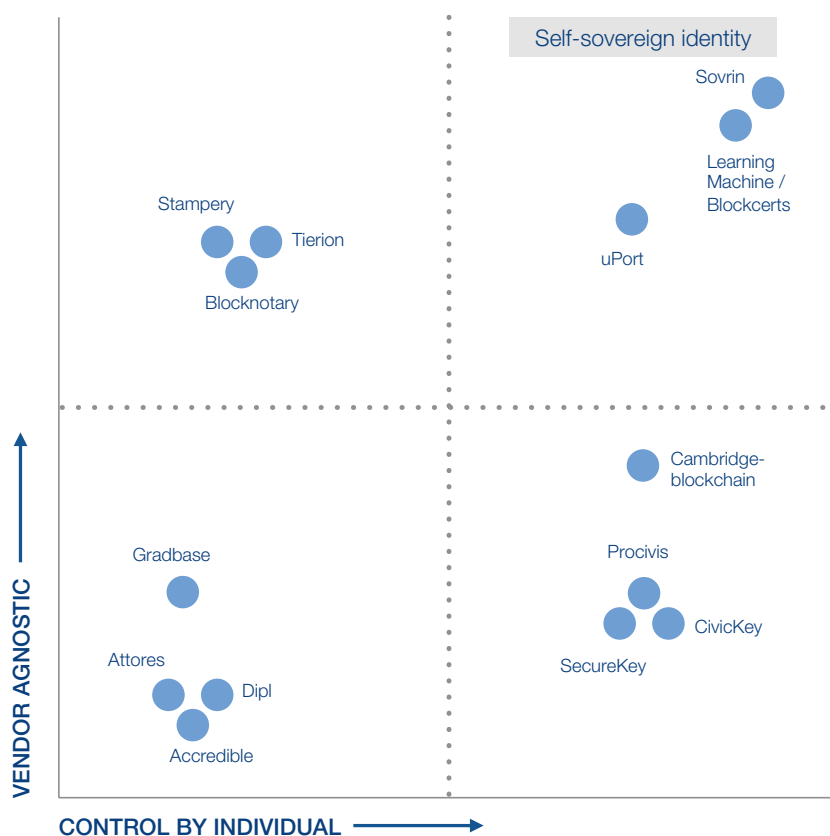 Self-sovereign identity
Sovrin
Learning
Machine /
Blockcerts
Stampery
Tierion
uPort
Blocknotary
Cambridge-
blockchain
Gradbase
Procivis
CivicKey
SecureKey
Attores
Dipl
Accredible
VENDOR AGNOSTIC
CONTROL BY INDIVIDUAL